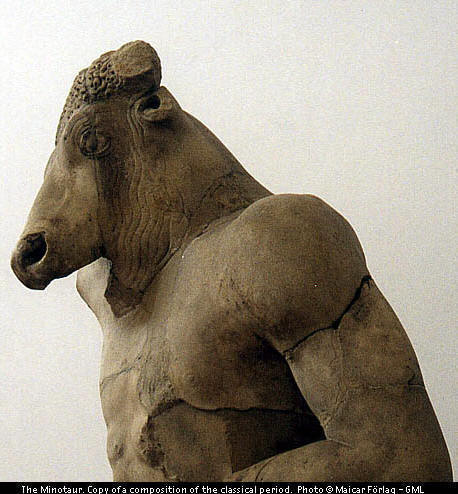 The Minotaur. Copy of a composition of the classical period. Photo © Maicar Förlag – GML